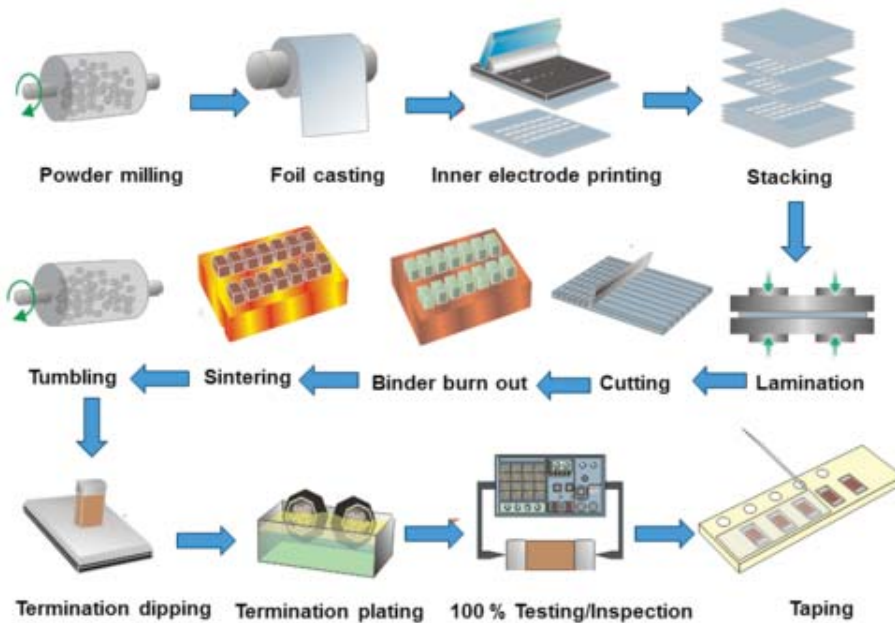 Powder milling
Foil casting
Inner electrode printing
Stacking
Tumbling
Sintering
Binder burn out
Cutting
Lamination
Termination dipping
Termination plating
100 % Testing/Inspection
Taping